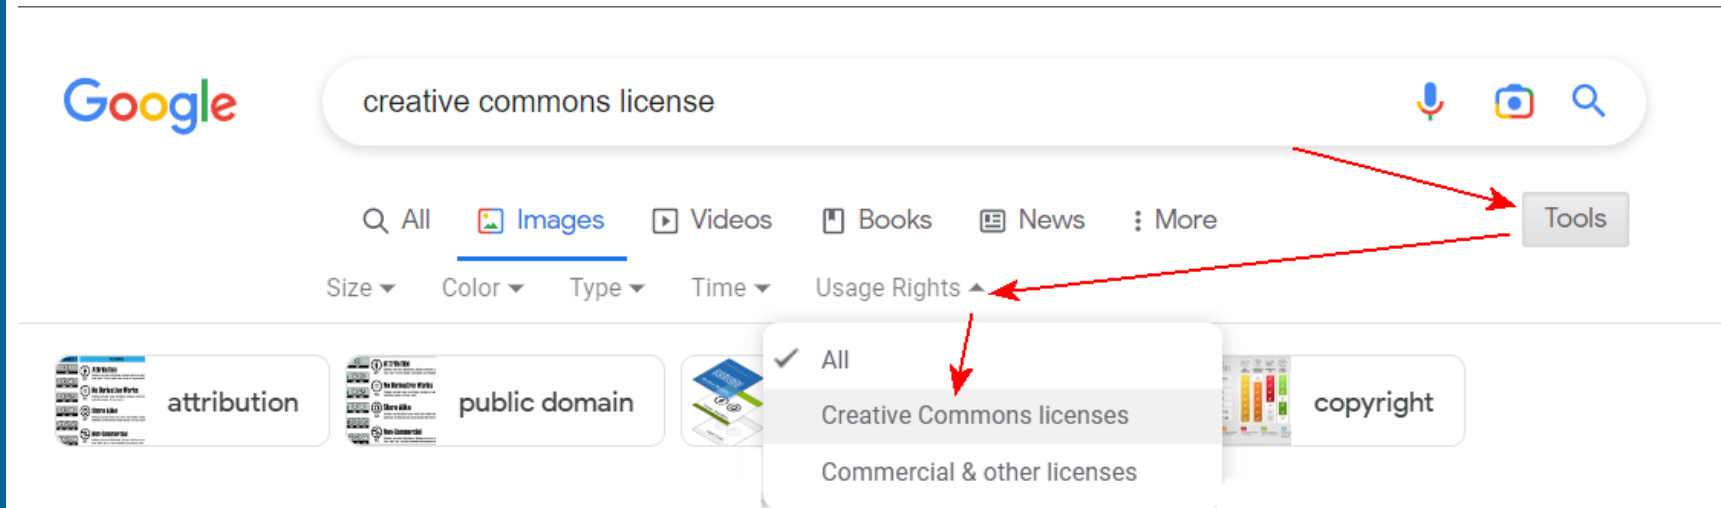 Google
creative commons license
All Images Videos Books News More Tools
Size Color Type Time Usage Rights
All
Creative Commons licenses
Commercial & other licenses
attribution
public domain
copyright